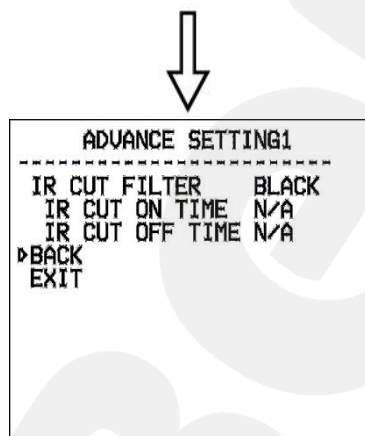 ADVANCE SETTING1
------------------------
IR CUT FILTER BLACK
IR CUT ON TIME N/A
IR CUT OFF TIME N/A
BACK
EXIT